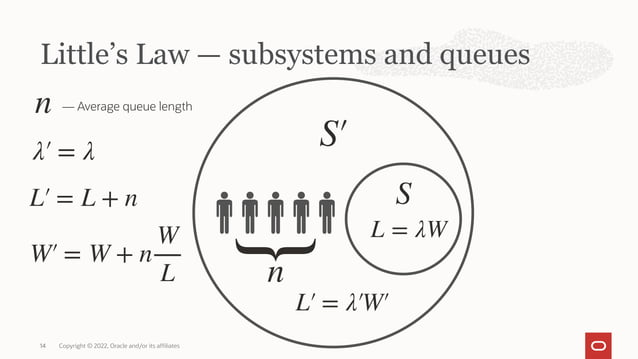 Little’s Law — subsystems and queues
n — Average queue length
λ′ = λ
L′ = L + n
W′ = W + n W/L
S′
S
L = λW
n
L′ = λ′W′
14 Copyright © 2022, Oracle and/or its affiliates